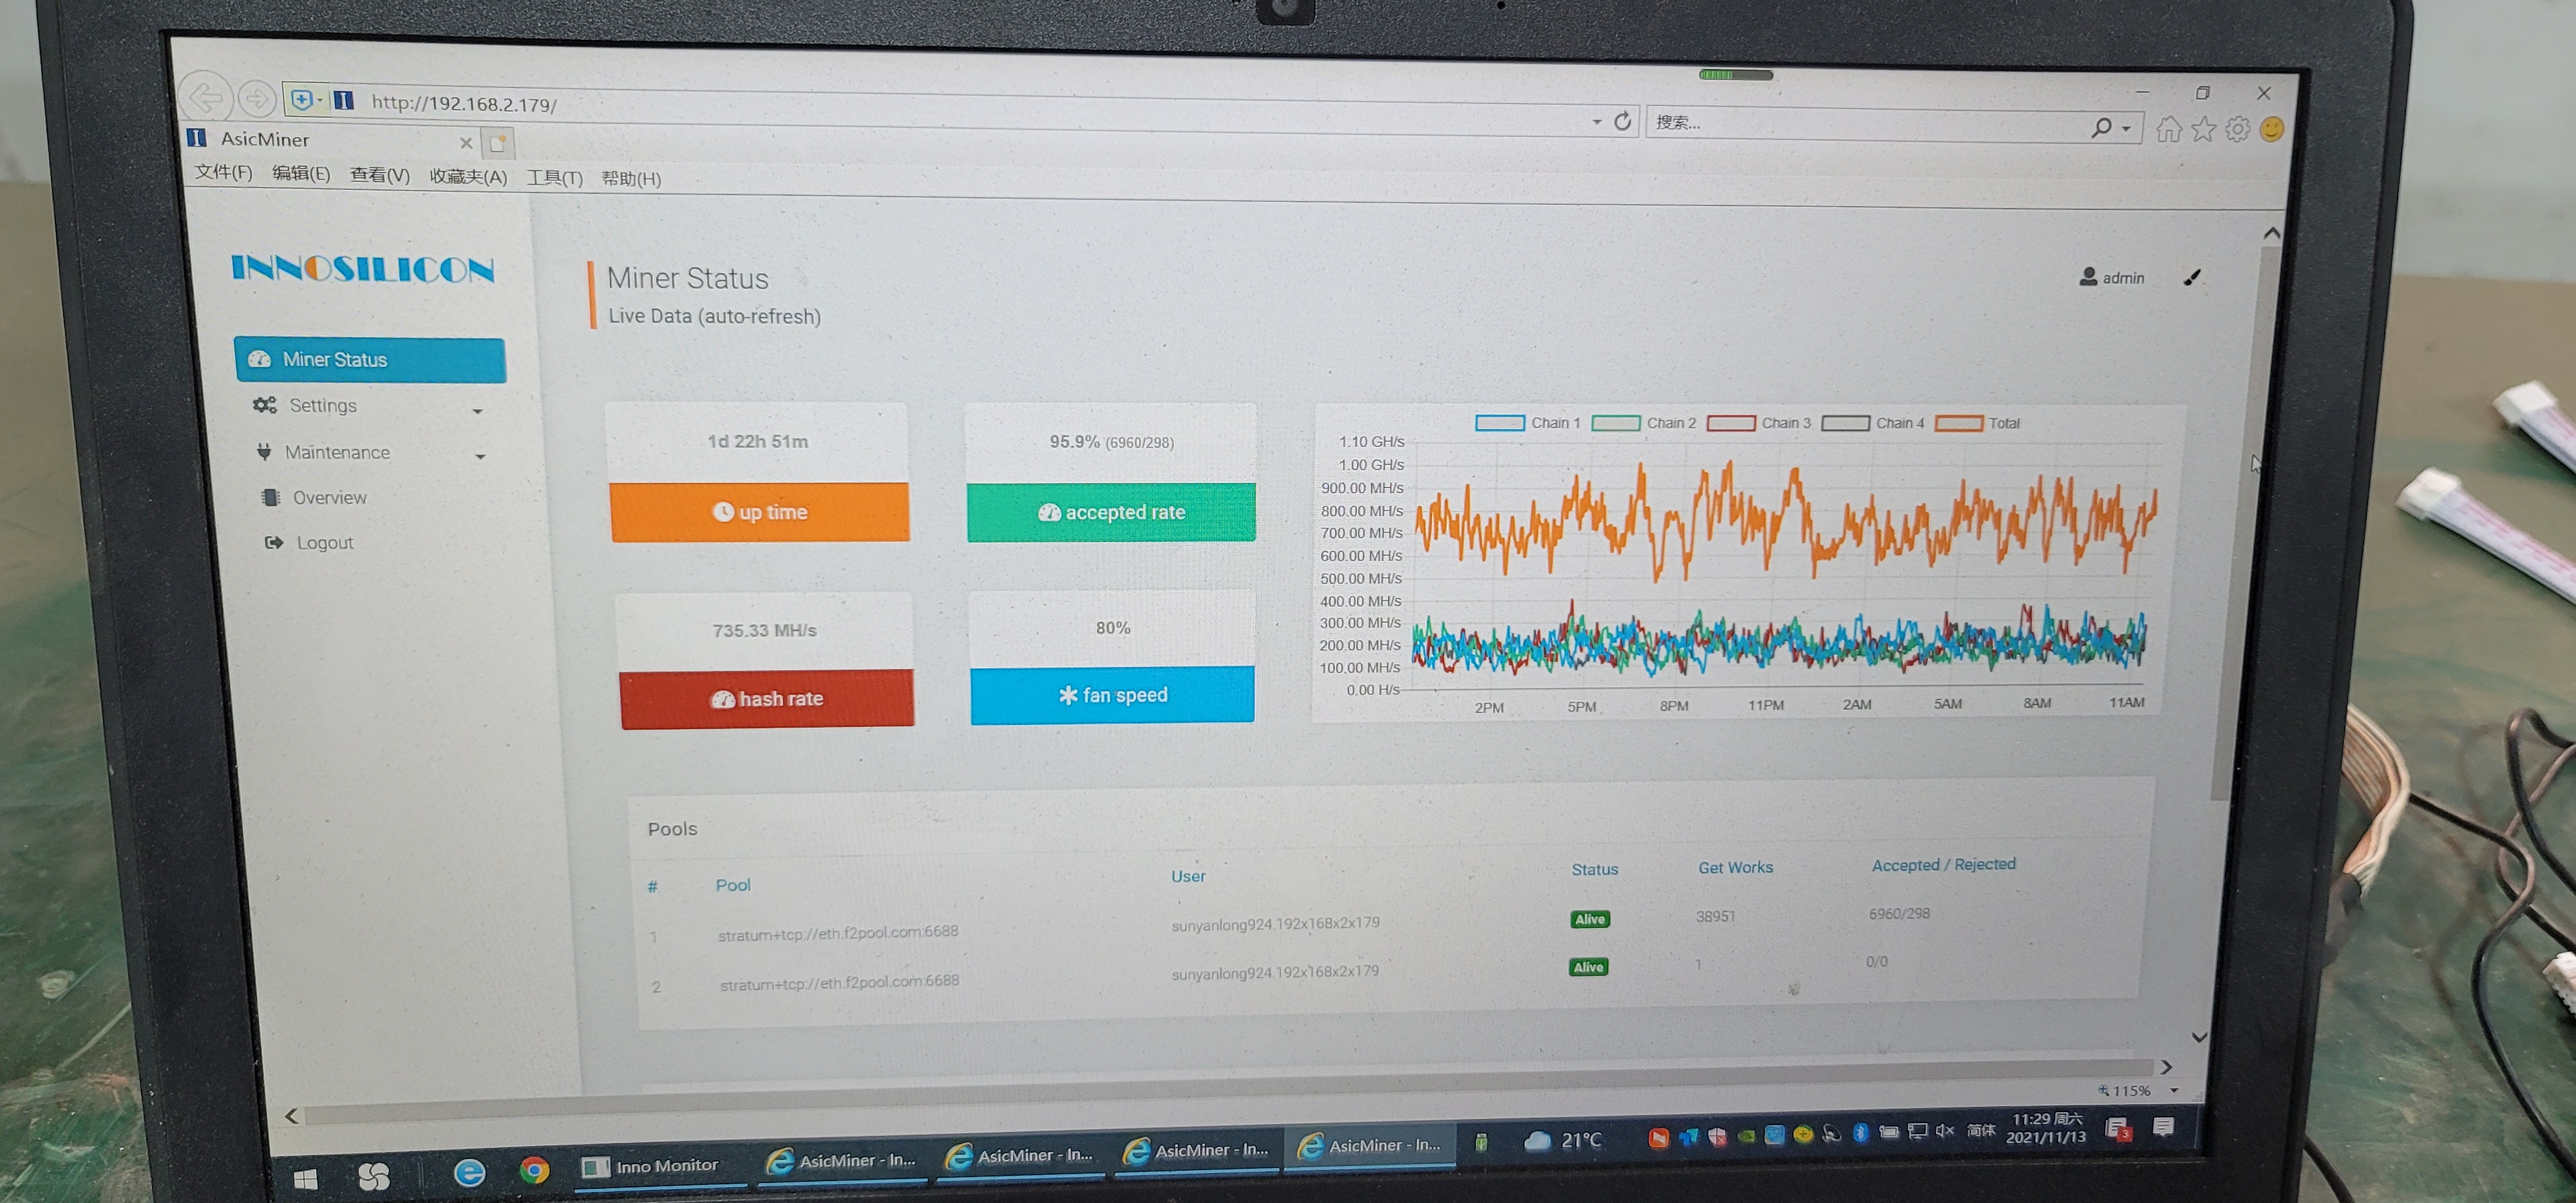 http://192.168.2.179/
搜索...
AsicMiner
文件(F) 编辑(E) 查看(V) 收藏夹(A) 工具(T) 帮助(H)
INNOSILICON
Miner Status
Settings
Maintenance
Overview
Logout
Miner Status
Live Data (auto-refresh)
admin
1d 22h 51m
up time
95.9% (6960/298)
accepted rate
735.33 MH/s
hash rate
80%
fan speed
Chain 1 Chain 2 Chain 3 Chain 4 Total
1.10 GH/s
1.00 GH/s
900.00 MH/s
800.00 MH/s
700.00 MH/s
600.00 MH/s
500.00 MH/s
400.00 MH/s
300.00 MH/s
200.00 MH/s
100.00 MH/s
0.00 H/s
2PM 5PM 8PM 11PM 2AM 5AM 8AM 11AM
Pools
# Pool User Status Get Works Accepted / Rejected
1 stratum+tcp://eth.f2pool.com:6688 sunyanlong924.192x168x2x179 Alive 38951 6960/298
2 stratum+tcp://eth.f2pool.com:6688 sunyanlong924.192x168x2x179 Alive 1 0/0
115%
Inno Monitor
AsicMiner - In...
AsicMiner - In...
AsicMiner - In...
AsicMiner - In...
21°C
简体
11:29 周六
2021/11/13
3